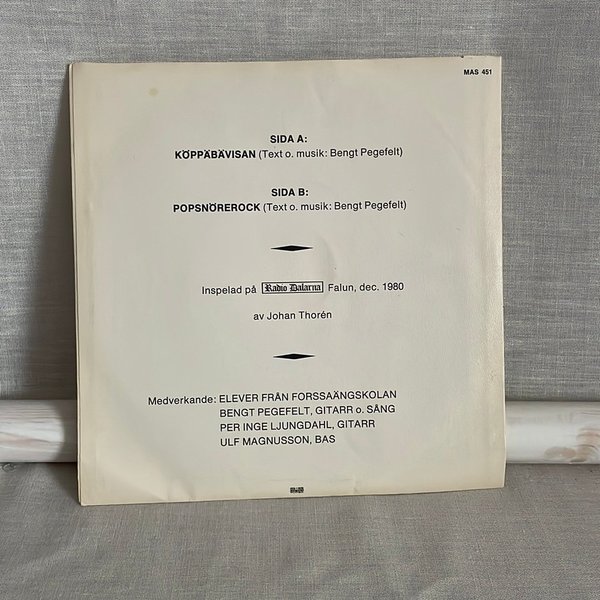 MAS 451
SIDA A:
KÖPPÄBÄVISAN (Text o. musik: Bengt Pegefelt)
SIDA B:
POPSNÖREROCK (Text o. musik: Bengt Pegefelt)
Inspelad på Radio Dalarna Falun, dec. 1980
av Johan Thorén
Medverkande: ELEVER FRÅN FORSSAÄNGSKOLAN
BENGT PEGEFELT, GITARR o. SÅNG
PER INGE LJUNGDAHL, GITARR
ULF MAGNUSSON, BAS